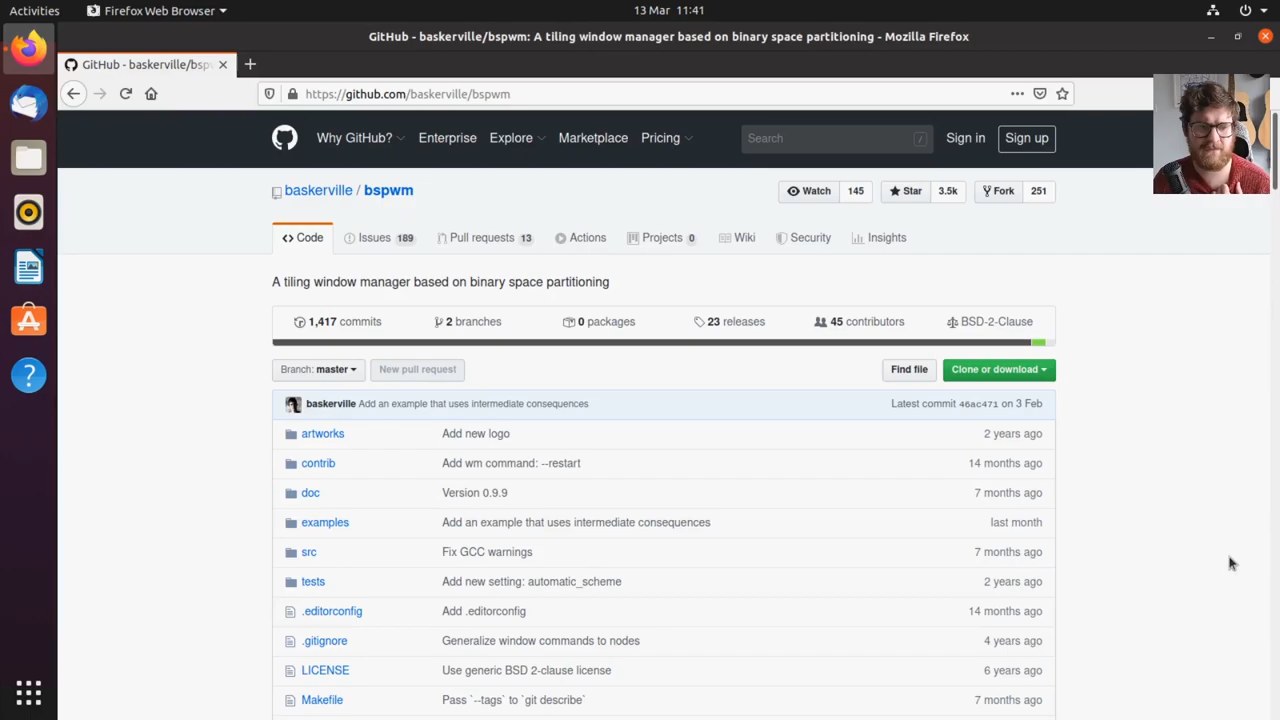 Activities Firefox Web Browser 13 Mar 11:41
GitHub - baskerville/bspwm: A tiling window manager based on binary space partitioning - Mozilla Firefox
GitHub - baskerville/bsp
https://github.com/baskerville/bspwm
Why GitHub? Enterprise Explore Marketplace Pricing Search / Sign in Sign up
baskerville / bspwm Watch 145 Star 3.5k Fork 251
Code Issues 189 Pull requests 13 Actions Projects 0 Wiki Security Insights
A tiling window manager based on binary space partitioning
1,417 commits 2 branches 0 packages 23 releases 45 contributors BSD-2-Clause
Branch: master New pull request Find file Clone or download
baskerville Add an example that uses intermediate consequences Latest commit 46ac471 on 3 Feb
artworks Add new logo 2 years ago
contrib Add wm command: --restart 14 months ago
doc Version 0.9.9 7 months ago
examples Add an example that uses intermediate consequences last month
src Fix GCC warnings 7 months ago
tests Add new setting: automatic_scheme 2 years ago
.editorconfig Add .editorconfig 14 months ago
.gitignore Generalize window commands to nodes 4 years ago
LICENSE Use generic BSD 2-clause license 6 years ago
Makefile Pass `--tags` to `git describe` 7 months ago